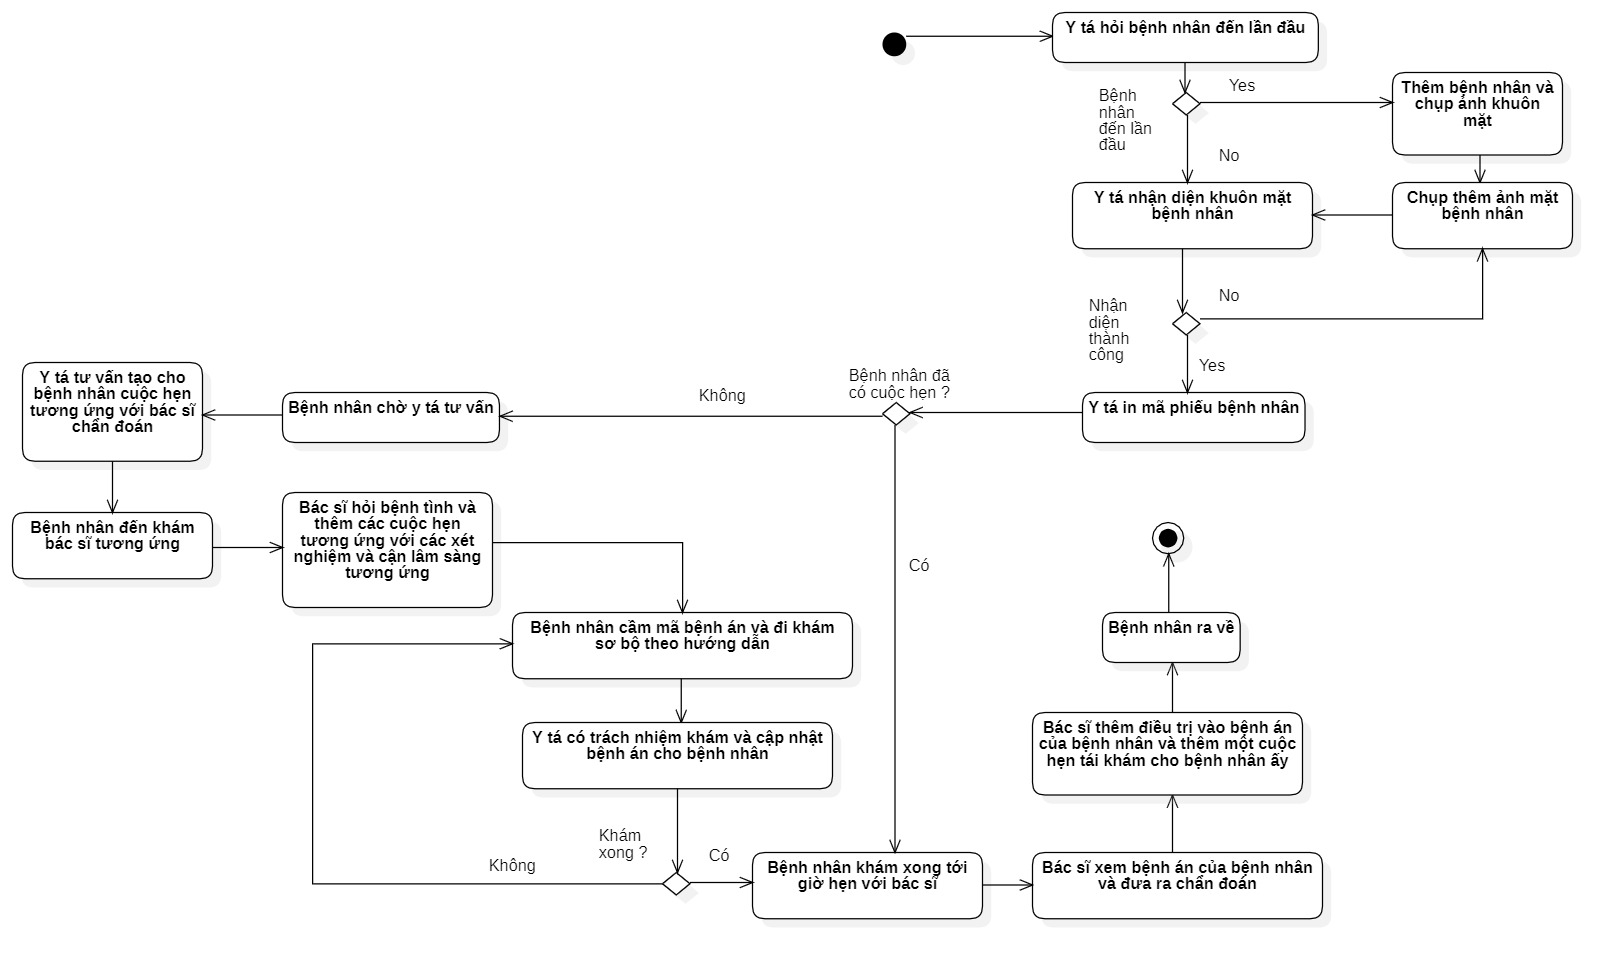 Y tá hỏi bệnh nhân đến lần đầu
Yes
Bệnh
nhân
đến lần
đầu
Thêm bệnh nhân và
chụp ảnh khuôn
mặt
No
Y tá nhận diện khuôn mặt
bệnh nhân
Chụp thêm ảnh mặt
bệnh nhân
No
Nhận
diện
thành
công
Yes
Y tá in mã phiếu bệnh nhân
Bệnh nhân đã
có cuộc hẹn ?
Không
Bệnh nhân chờ y tá tư vấn
Y tá tư vấn tạo cho
bệnh nhân cuộc hẹn
tương ứng với bác sĩ
chẩn đoán
Bệnh nhân đến khám
bác sĩ tương ứng
Bác sĩ hỏi bệnh tình và
thêm các cuộc hẹn
tương ứng với các xét
nghiệm và cận lâm sàng
tương ứng
Có
Bệnh nhân cầm mã bệnh án và đi khám
sơ bộ theo hướng dẫn
Y tá có trách nhiệm khám và cập nhật
bệnh án cho bệnh nhân
Khám
xong ?
Không
Có
Bệnh nhân khám xong tới
giờ hẹn với bác sĩ
Bác sĩ xem bệnh án của bệnh nhân
và đưa ra chẩn đoán
Bác sĩ thêm điều trị vào bệnh án
của bệnh nhân và thêm một cuộc
hẹn tái khám cho bệnh nhân ấy
Bệnh nhân ra về